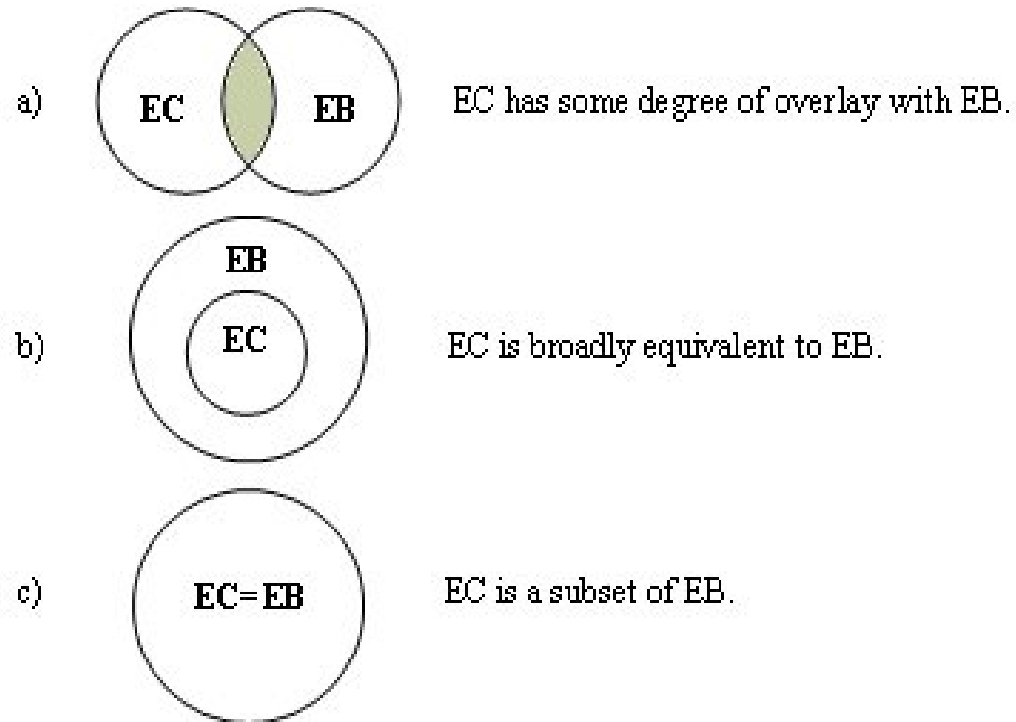 a) EC EB EC has some degree of overlay with EB.
EB
b) EC EC is broadly equivalent to EB.
c) EC=EB EC is a subset of EB.